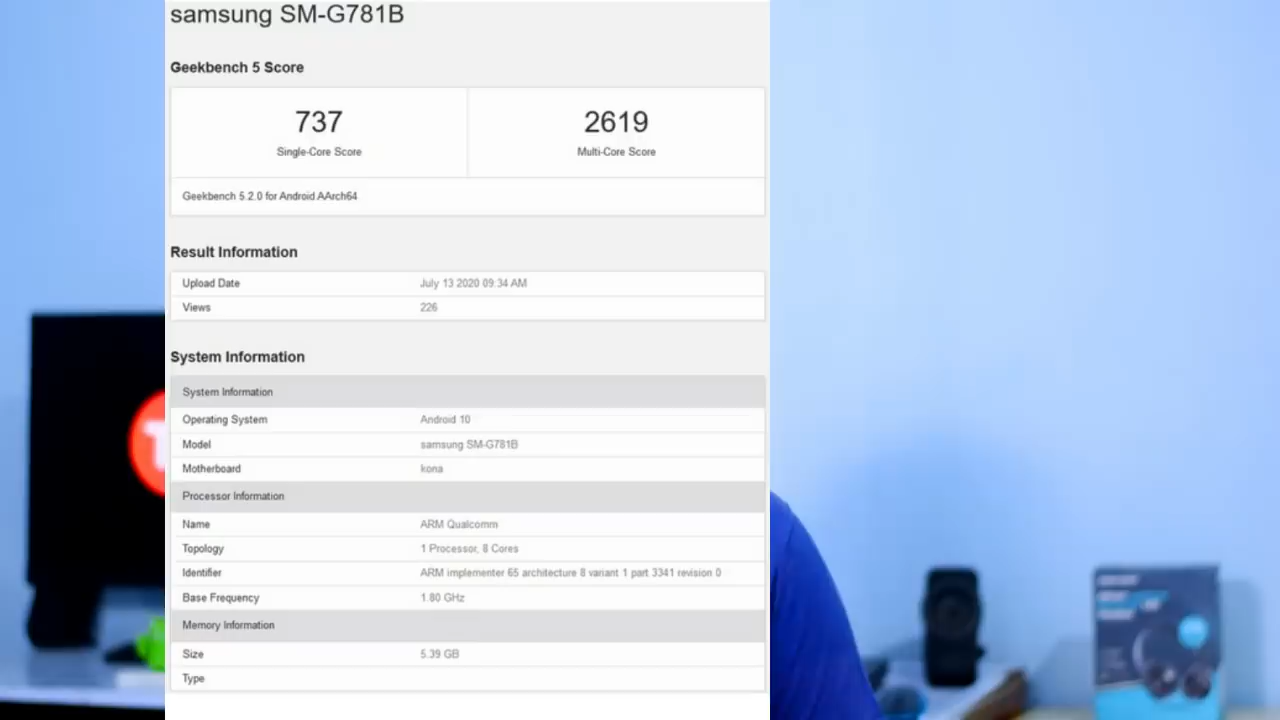 samsung SM-G781B
Geekbench 5 Score
737
2619
Single-Core Score
Multi-Core Score
Geekbench 5.2.0 for Android AArch64
Result Information
Upload Date July 13 2020 09:34 AM
Views 226
System Information
System Information
Operating System Android 10
Model samsung SM-G781B
Motherboard kona
Processor Information
Name ARM Qualcomm
Topology 1 Processor, 8 Cores
Identifier ARM implementer 65 architecture 8 variant 1 part 3341 revision 0
Base Frequency 1.80 GHz
Memory Information
Size 5.39 GB
Type